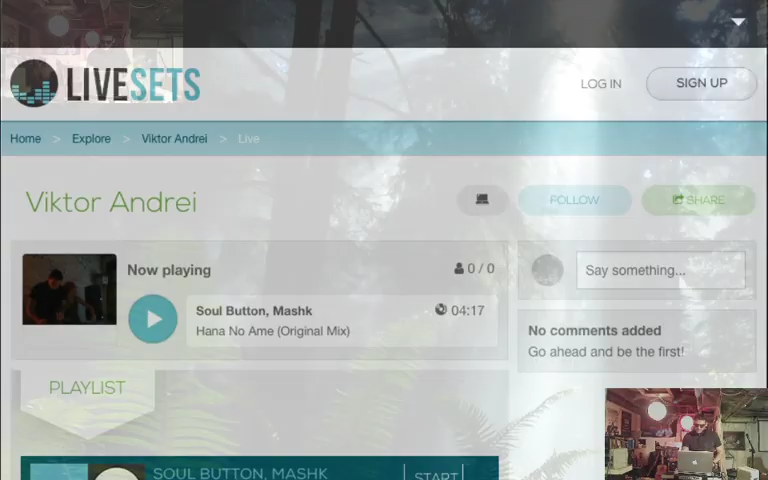 LIVESETS
LOG IN
SIGN UP
Home > Explore > Viktor Andrei > Live
Viktor Andrei
FOLLOW
SHARE
Now playing
0 / 0
Soul Button, Mashk
04:17
Hana No Ame (Original Mix)
Say something...
No comments added
Go ahead and be the first!
PLAYLIST
SOUL BUTTON, MASHK
START